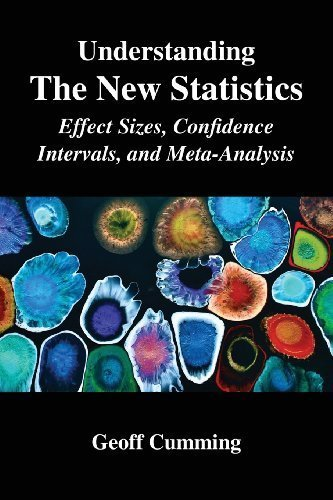 Understanding
The New Statistics
Effect Sizes, Confidence
Intervals, and Meta-Analysis
Geoff Cumming